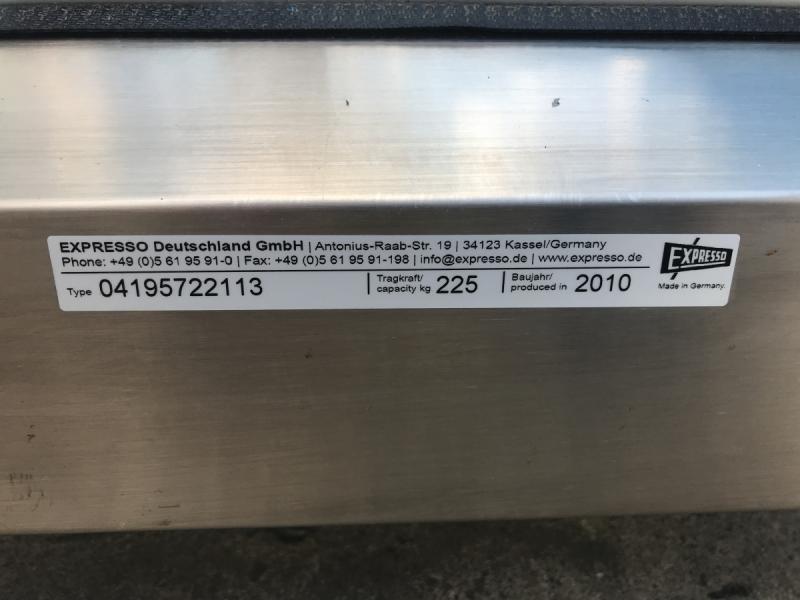 EXPRESSO Deutschland GmbH | Antonius-Raab-Str. 19 | 34123 Kassel/Germany
Phone: +49 (0)5 61 95 91-0 | Fax: +49 (0)5 61 95 91-198 | info@expresso.de | www.expresso.de
Type 04195722113
Tragkraft/
capacity kg 225
Baujahr/
produced in 2010
EXPRESSO
Made in Germany.